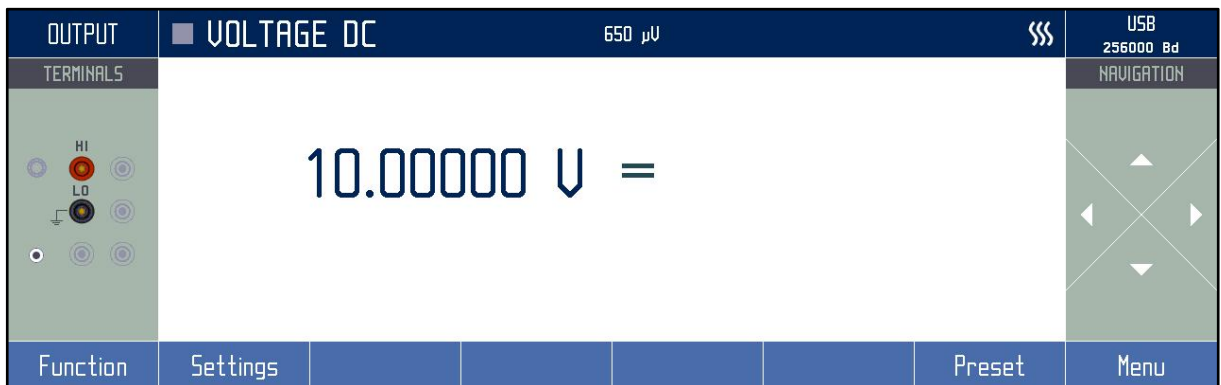 OUTPUT
VOLTAGE DC
650 µV
USB
256000 Bd
TERMINALS
NAVIGATION
HI
LO
10.00000 V =
Function
Settings
Preset
Menu